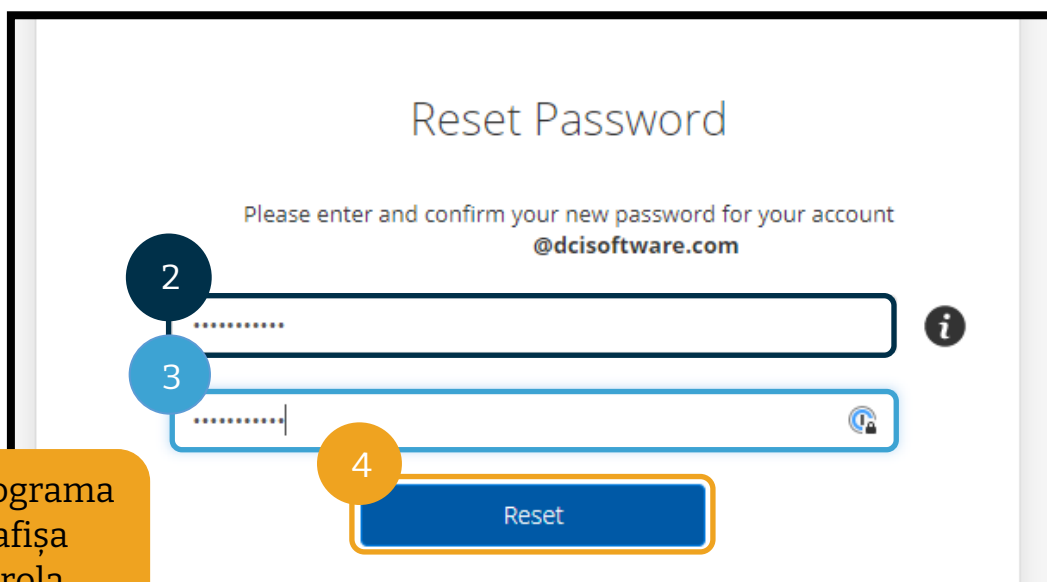 Reset Password
Please enter and confirm your new password for your account
@dcisoftware.com
2
3
4
Reset
afișa